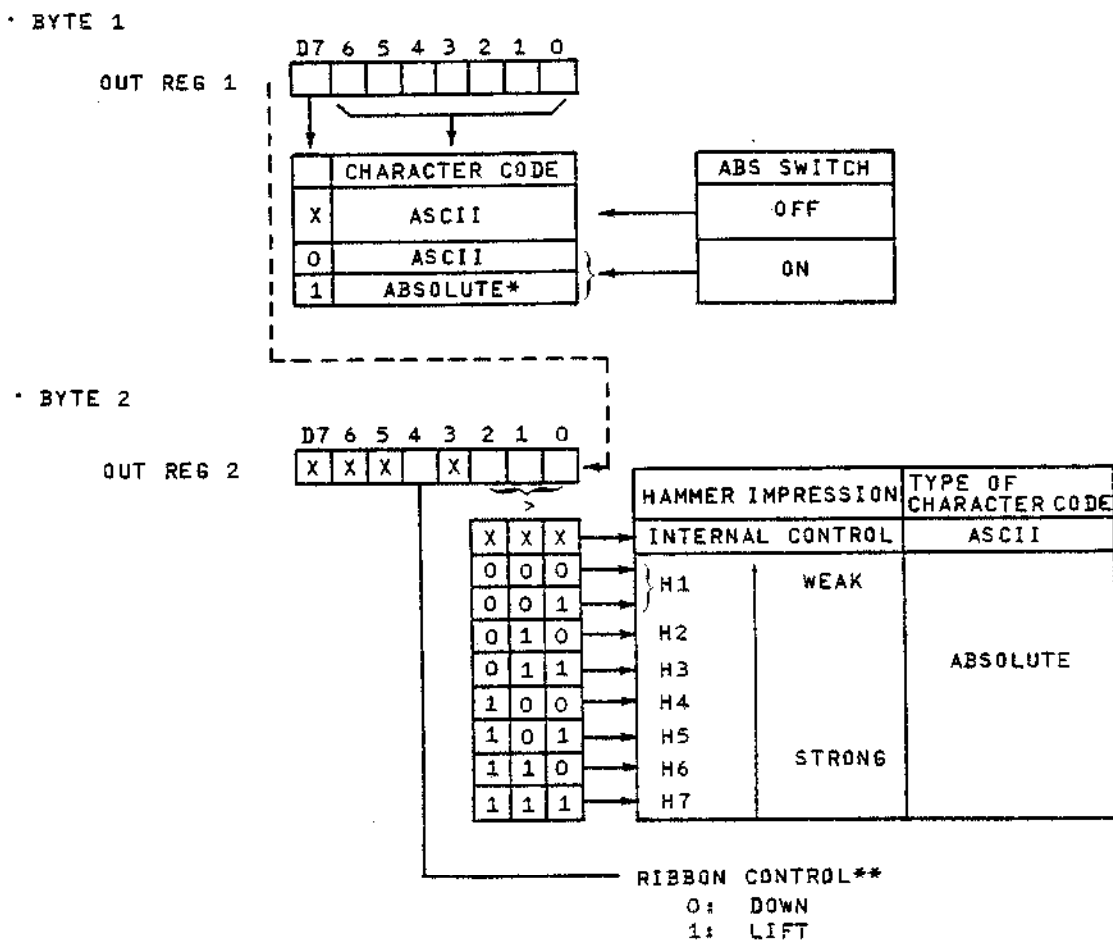 · BYTE 1
D7 6 5 4 3 2 1 0
OUT REG 1
CHARACTER CODE
X ASCII
0 ASCII
1 ABSOLUTE*
ABS SWITCH
OFF
ON
· BYTE 2
D7 6 5 4 3 2 1 0
OUT REG 2 X X X X
>
HAMMER IMPRESSION
TYPE OF
CHARACTER CODE
X X X INTERNAL CONTROL ASCII
0 0 0
H1 WEAK
0 0 1
0 1 0 H2
ABSOLUTE
0 1 1 H3
1 0 0 H4
1 0 1 H5
STRONG
1 1 0 H6
1 1 1 H7
RIBBON CONTROL**
0: DOWN
1: LIFT